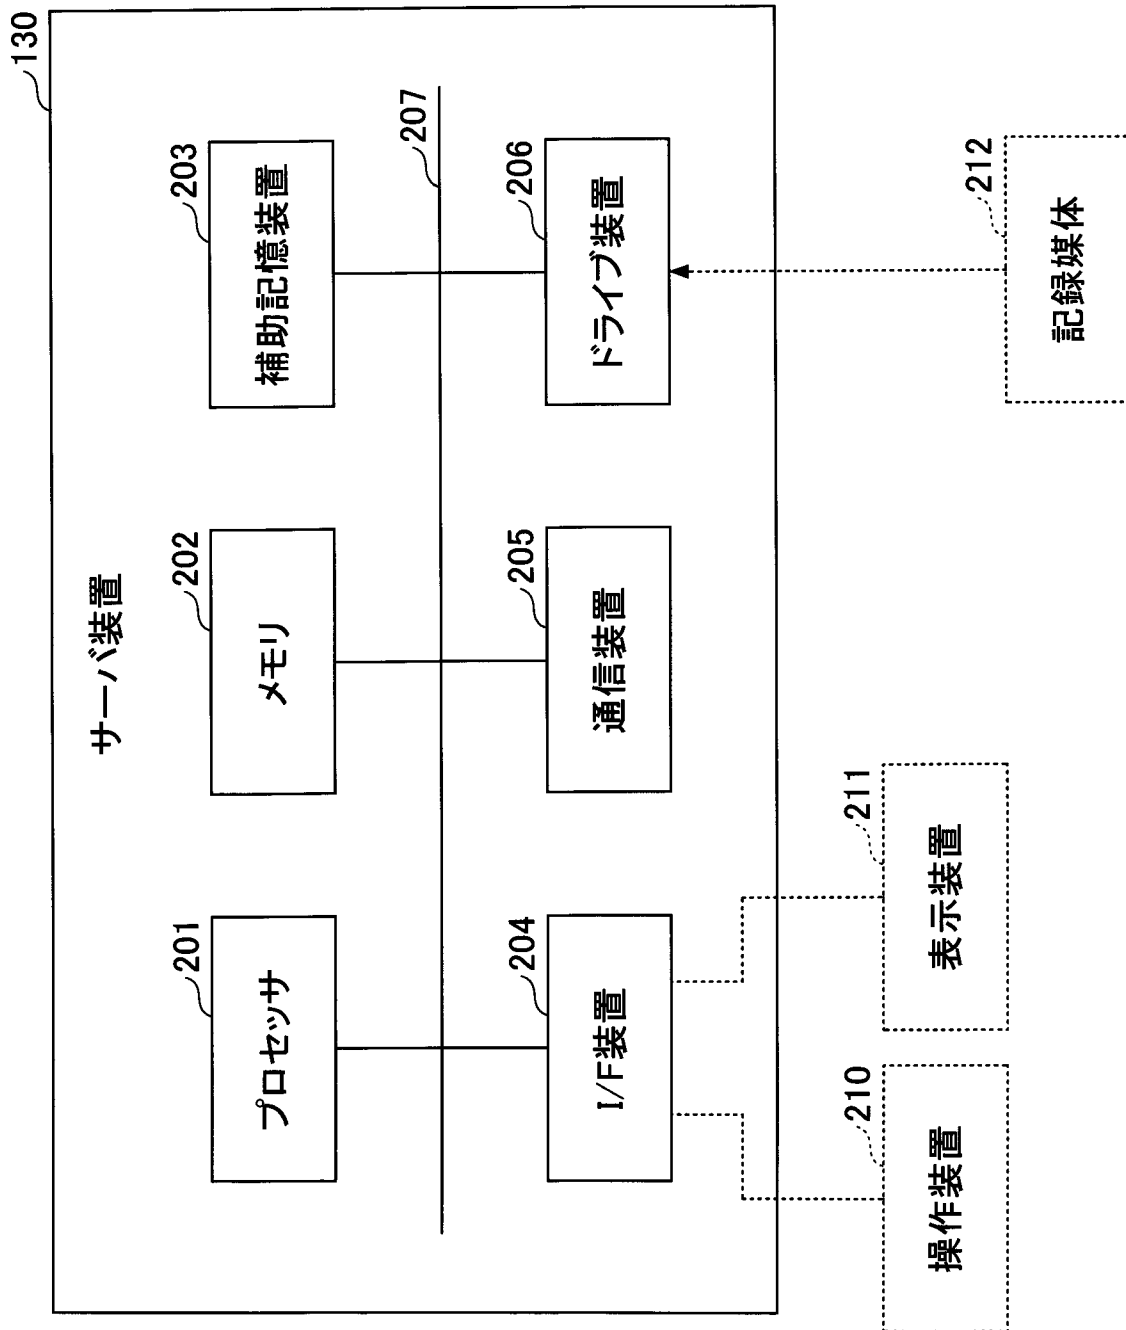 サーバ装置
130
プロセッサ
201
メモリ
202
補助記憶装置
203
207
I/F装置
204
通信装置
205
ドライブ装置
206
操作装置
210
表示装置
211
記録媒体
212